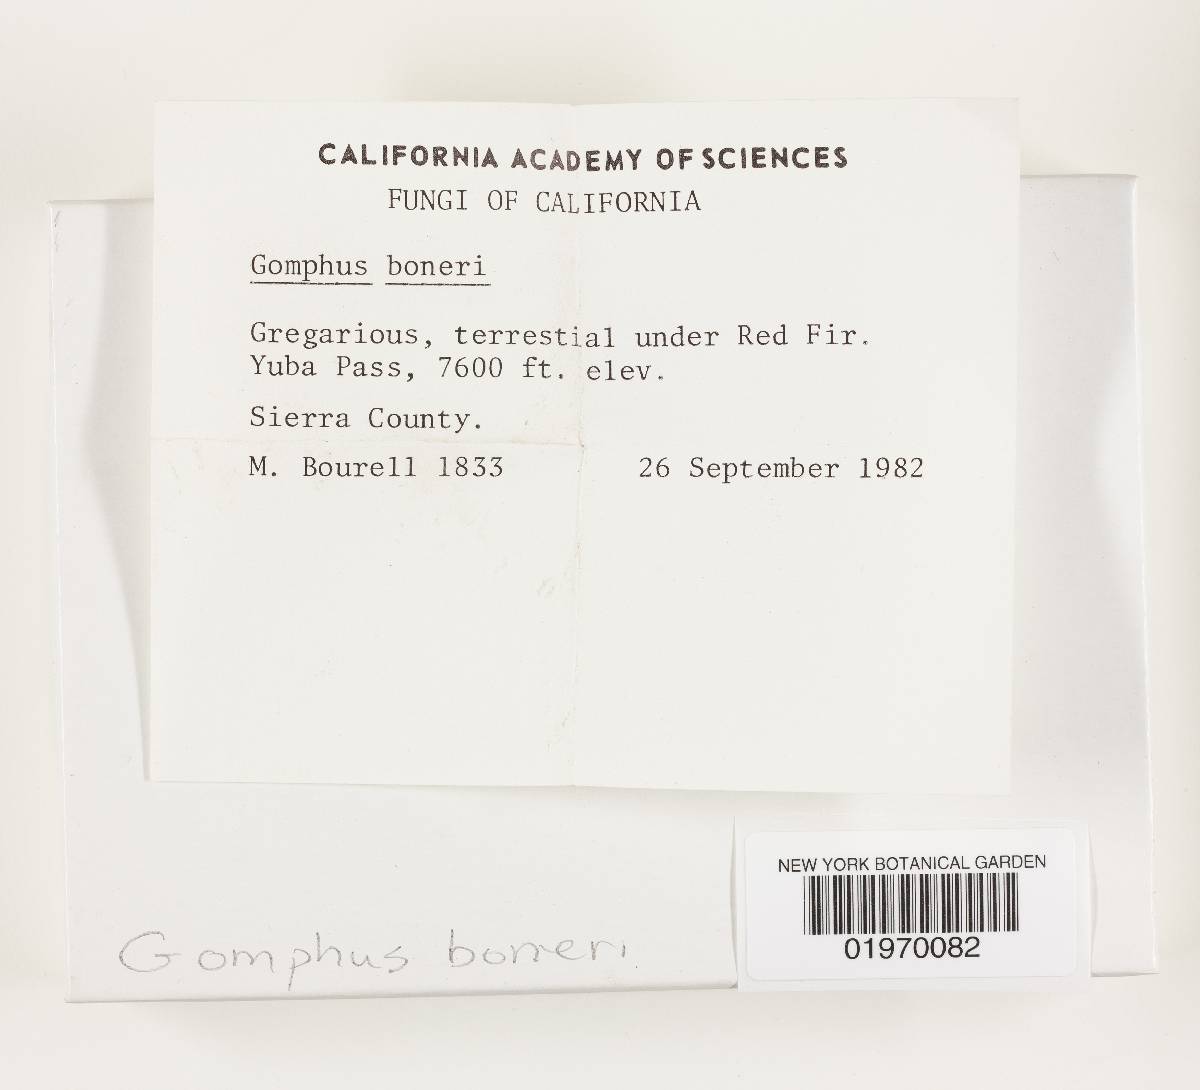 CALIFORNIA ACADEMY OF SCIENCES
FUNGI OF CALIFORNIA
Gomphus boneri
Gregarious, terrestial under Red Fir.
Yuba Pass, 7600 ft. elev.
Sierra County.
M. Bourell 1833 26 September 1982
NEW YORK BOTANICAL GARDEN
01970082
Gomphus boneri